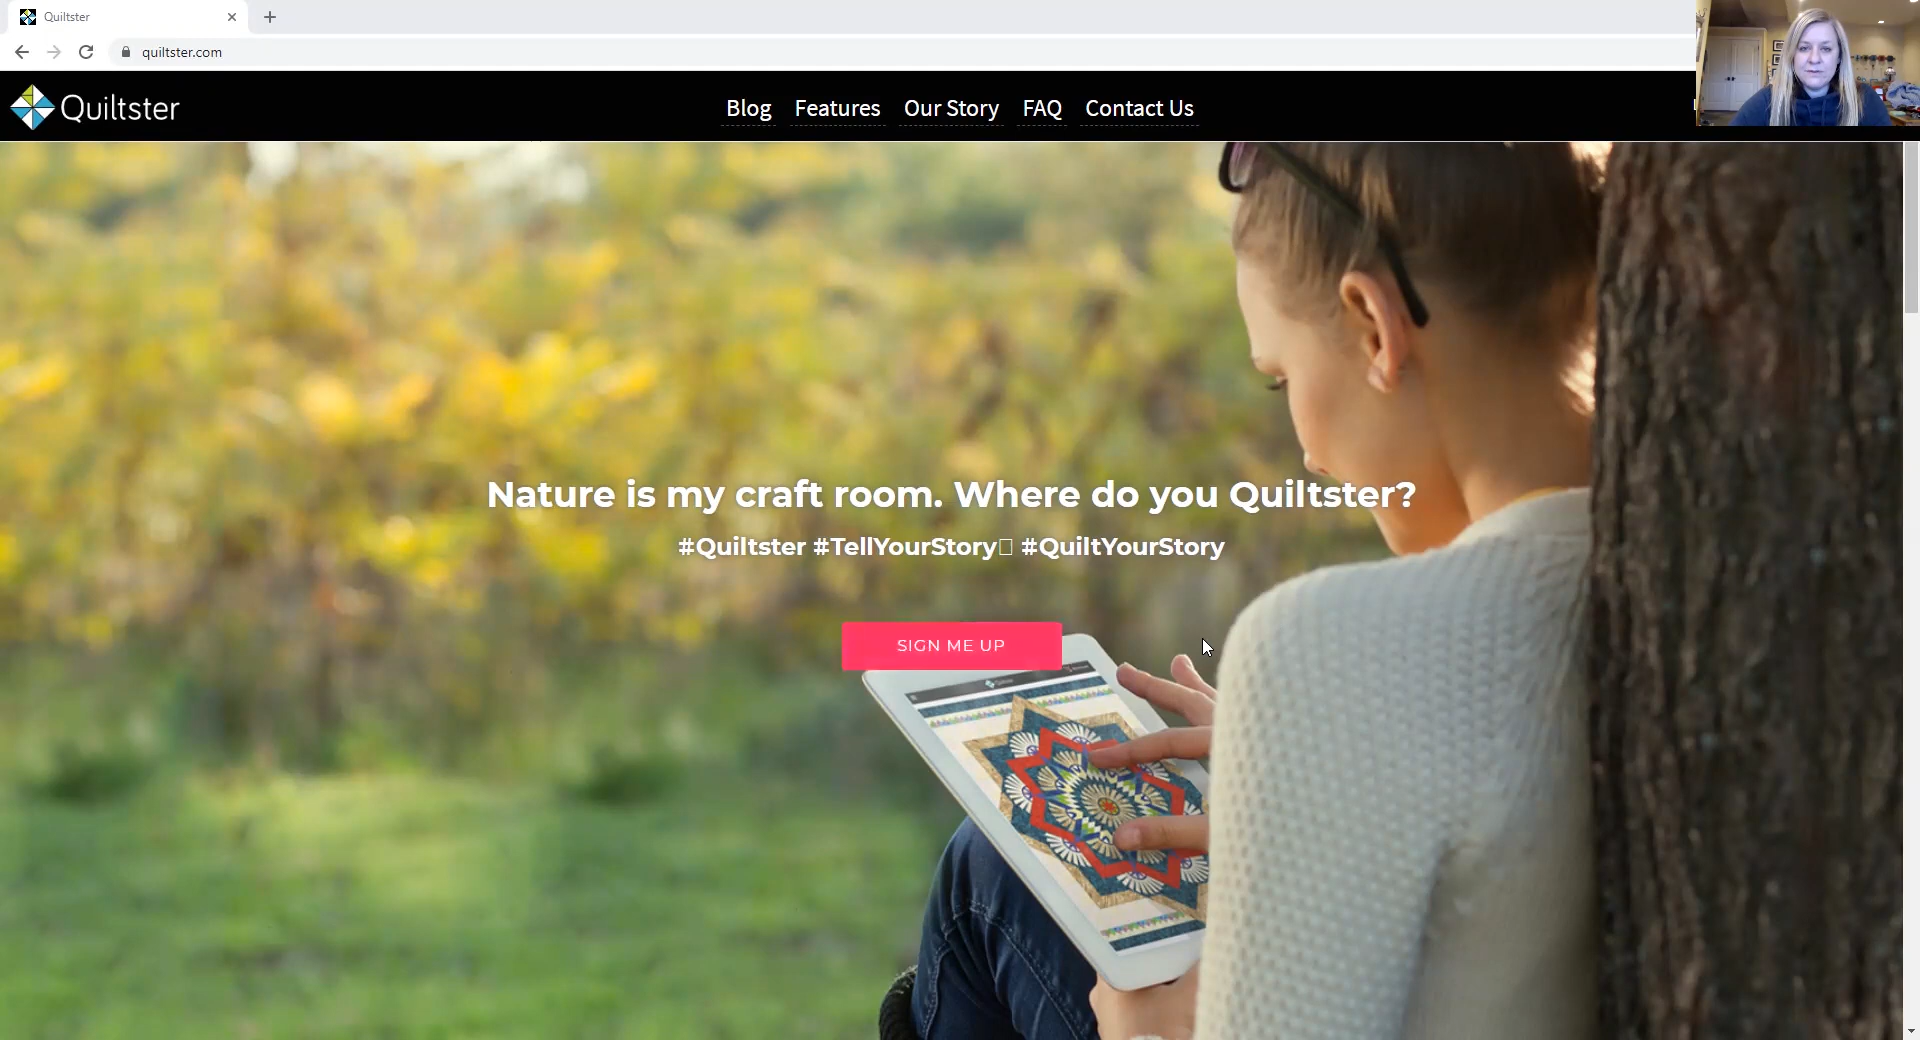 Quiltster
quiltster.com
Quiltster
Blog Features Our Story FAQ Contact Us
Nature is my craft room. Where do you Quiltster?
#Quiltster #TellYourStory□ #QuiltYourStory
SIGN ME UP